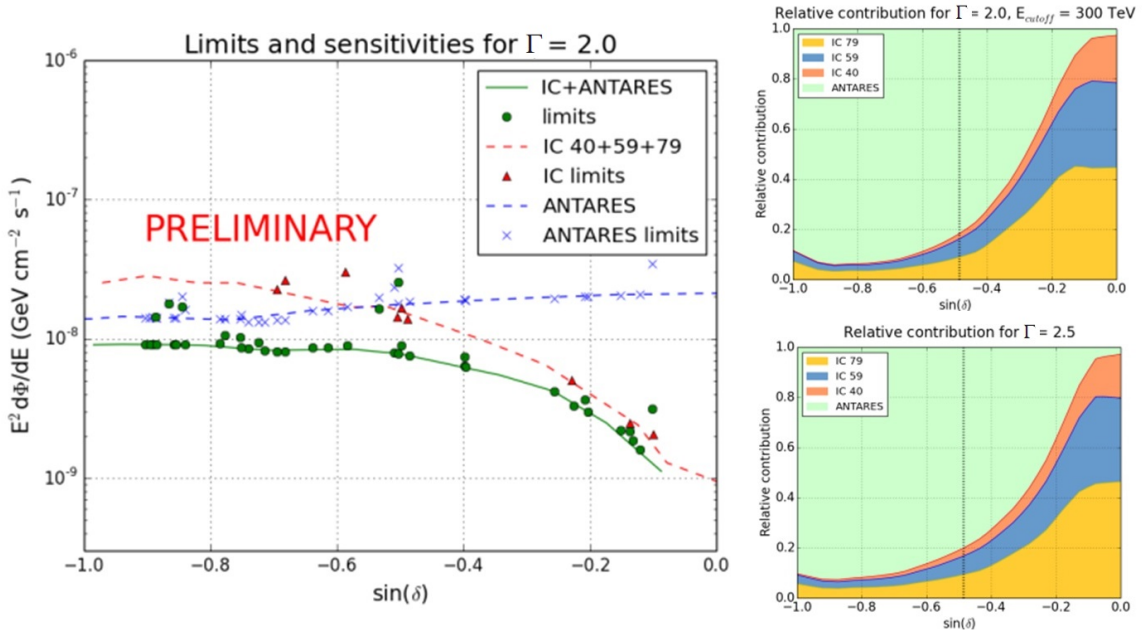 Limits and sensitivities for Γ = 2.0
E² dΦ/dE (GeV cm⁻² s⁻¹)
10⁻⁶
10⁻⁷
10⁻⁸
10⁻⁹
IC+ANTARES
limits
IC 40+59+79
IC limits
ANTARES
ANTARES limits
PRELIMINARY
−1.0 −0.8 −0.6 −0.4 −0.2 0.0
sin(δ)
Relative contribution for Γ = 2.0, E_cutoff = 300 TeV
Relative contribution
1.0
0.8
0.6
0.4
0.2
0.0
IC 79
IC 59
IC 40
ANTARES
−1.0 −0.8 −0.6 −0.4 −0.2 0.0
sin(δ)
Relative contribution for Γ = 2.5
Relative contribution
1.0
0.8
0.6
0.4
0.2
0.0
IC 79
IC 59
IC 40
ANTARES
−1.0 −0.8 −0.6 −0.4 −0.2 0.0
sin(δ)